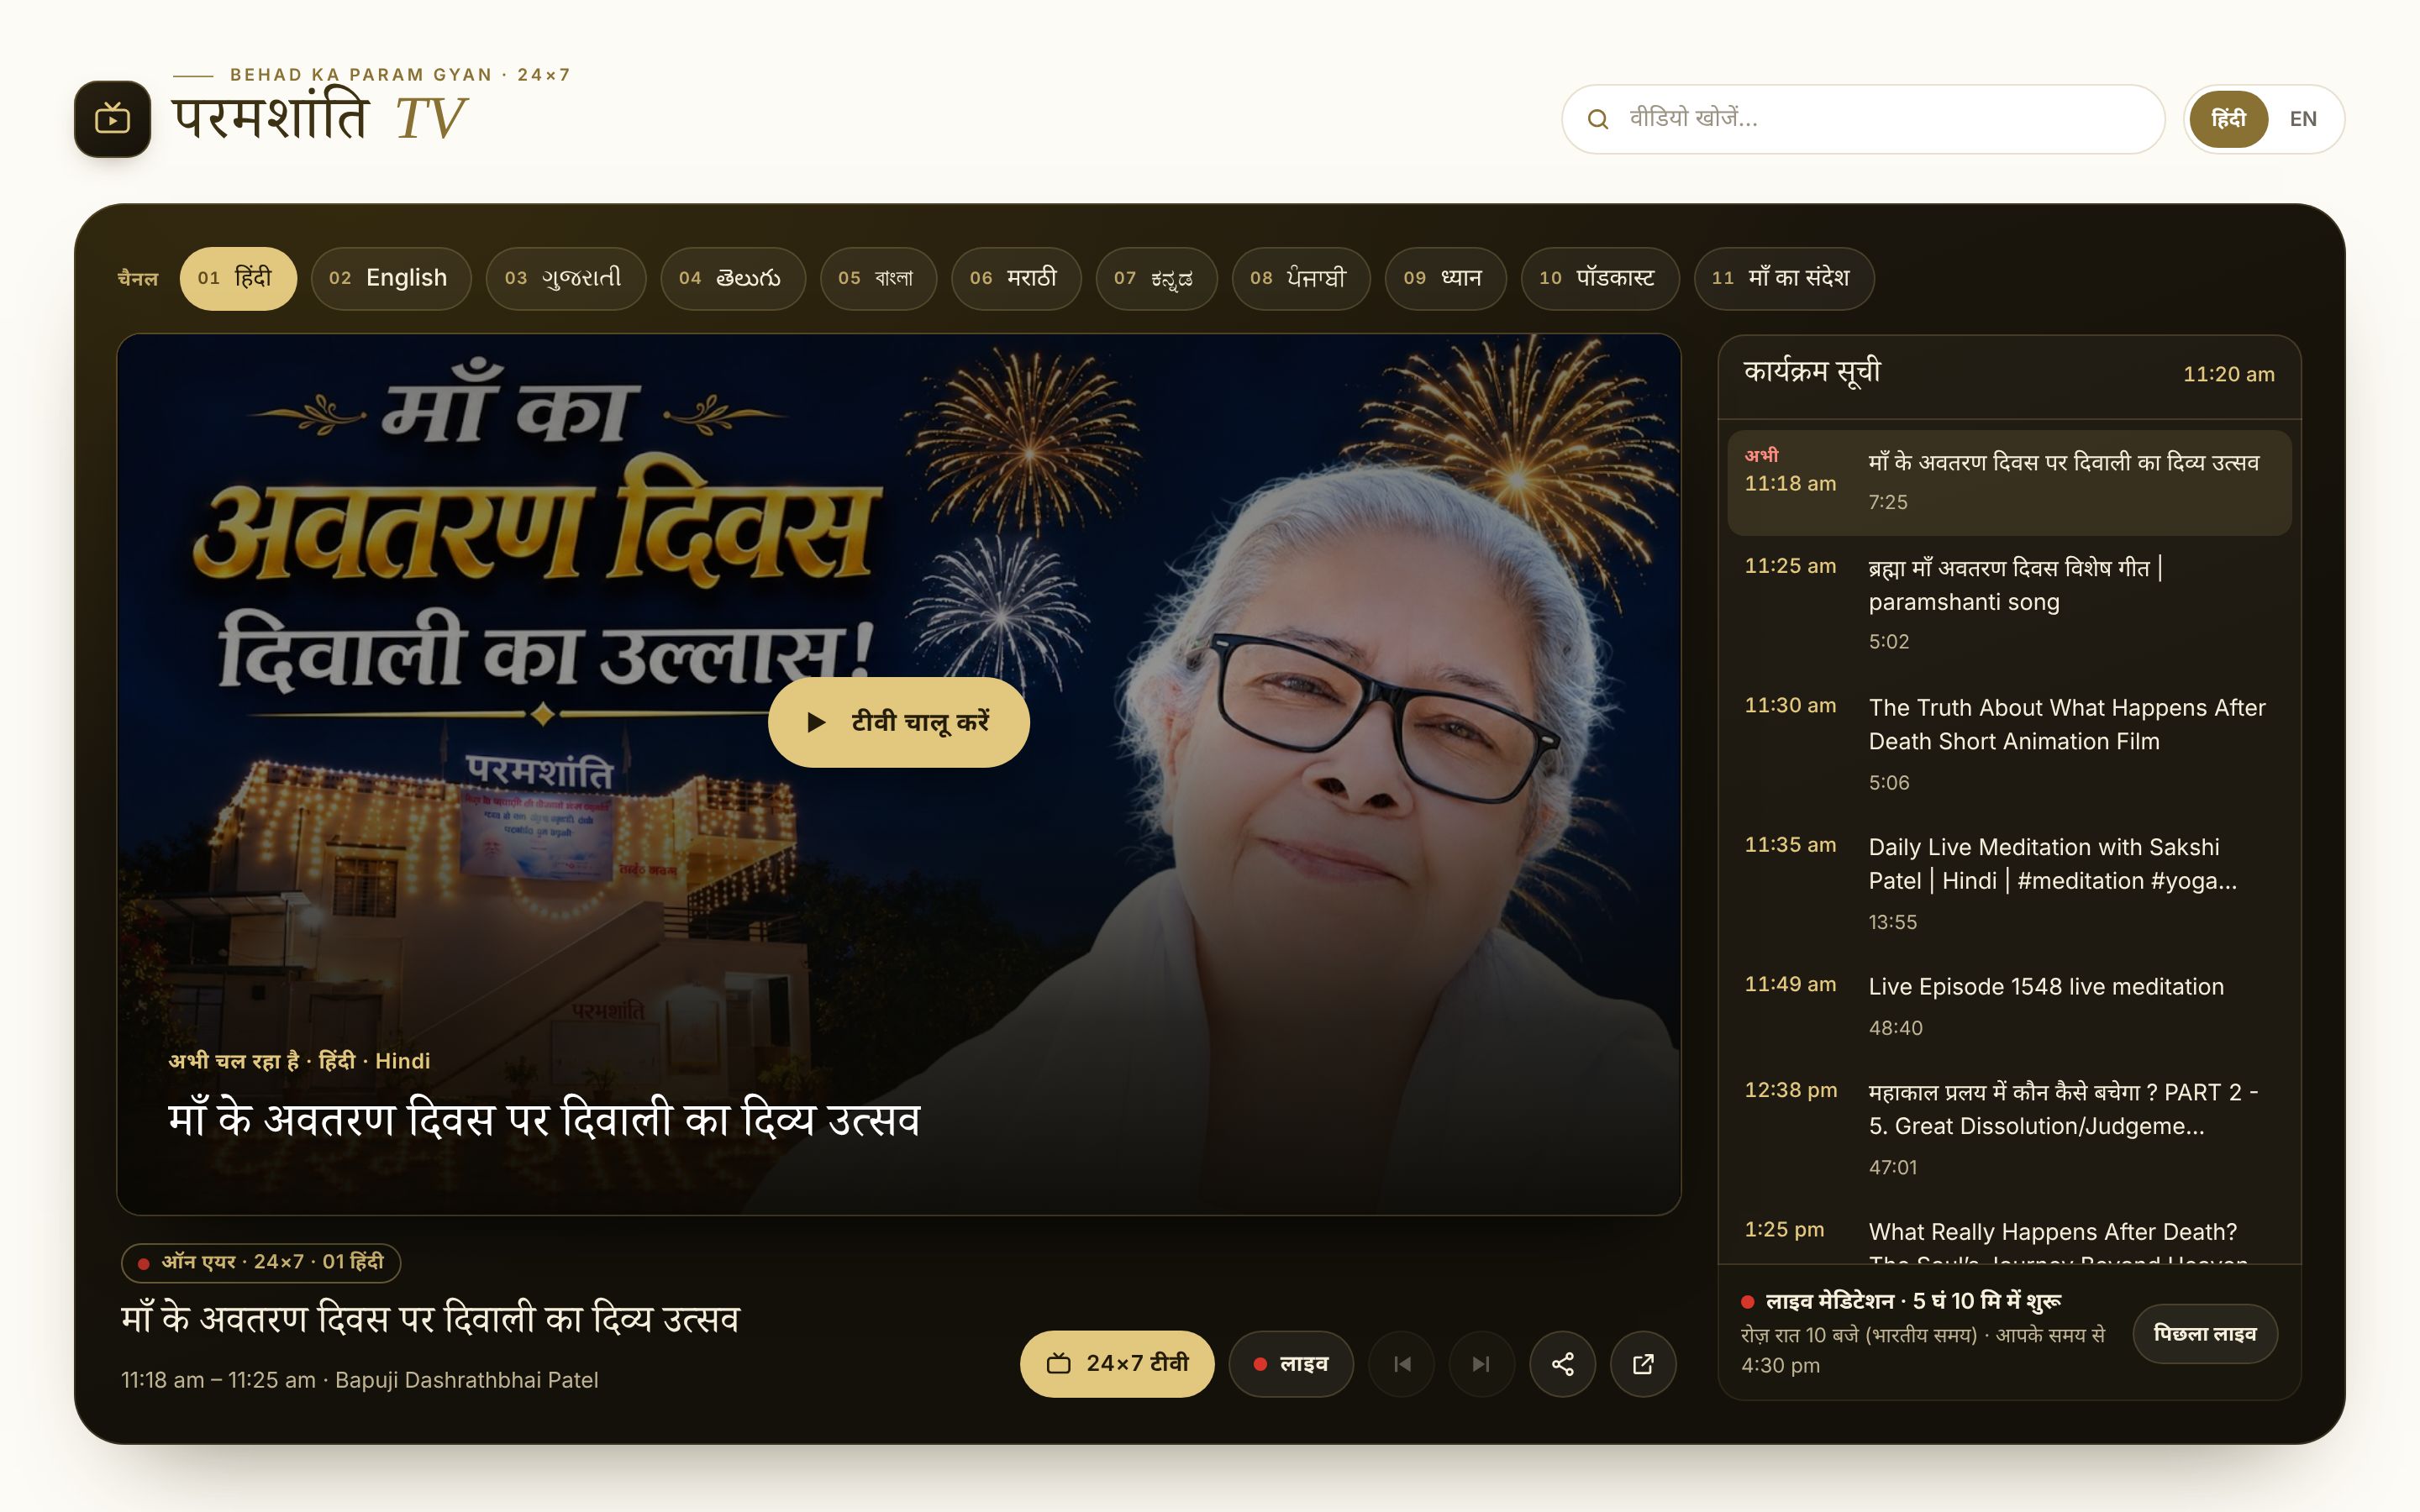 BEHAD KA PARAM GYAN · 24×7
परमशांति TV
वीडियो खोजें...
हिंदी
EN
चैनल
01 हिंदी
02 English
03 ગુજરાતી
04 తెలుగు
05 বাংলা
06 मराठी
07 ಕನ್ನಡ
08 ਪੰਜਾਬੀ
09 ध्यान
10 पॉडकास्ट
11 माँ का संदेश
माँ का
अवतरण दिवस
दिवाली का उल्लास!
टीवी चालू करें
परमशांति
परमशांति
अभी चल रहा है · हिंदी · Hindi
माँ के अवतरण दिवस पर दिवाली का दिव्य उत्सव
ऑन एयर · 24×7 · 01 हिंदी
माँ के अवतरण दिवस पर दिवाली का दिव्य उत्सव
11:18 am – 11:25 am · Bapuji Dashrathbhai Patel
24×7 टीवी
लाइव
कार्यक्रम सूची
11:20 am
अभी
11:18 am
माँ के अवतरण दिवस पर दिवाली का दिव्य उत्सव
7:25
11:25 am
ब्रह्मा माँ अवतरण दिवस विशेष गीत |
paramshanti song
5:02
11:30 am
The Truth About What Happens After
Death Short Animation Film
5:06
11:35 am
Daily Live Meditation with Sakshi
Patel | Hindi | #meditation #yoga...
13:55
11:49 am
Live Episode 1548 live meditation
48:40
12:38 pm
महाकाल प्रलय में कौन कैसे बचेगा ? PART 2 -
5. Great Dissolution/Judgeme...
47:01
1:25 pm
What Really Happens After Death?
The Soul's Journey Beyond Heaven
लाइव मेडिटेशन · 5 घं 10 मि में शुरू
रोज़ रात 10 बजे (भारतीय समय) · आपके समय से
4:30 pm
पिछला लाइव